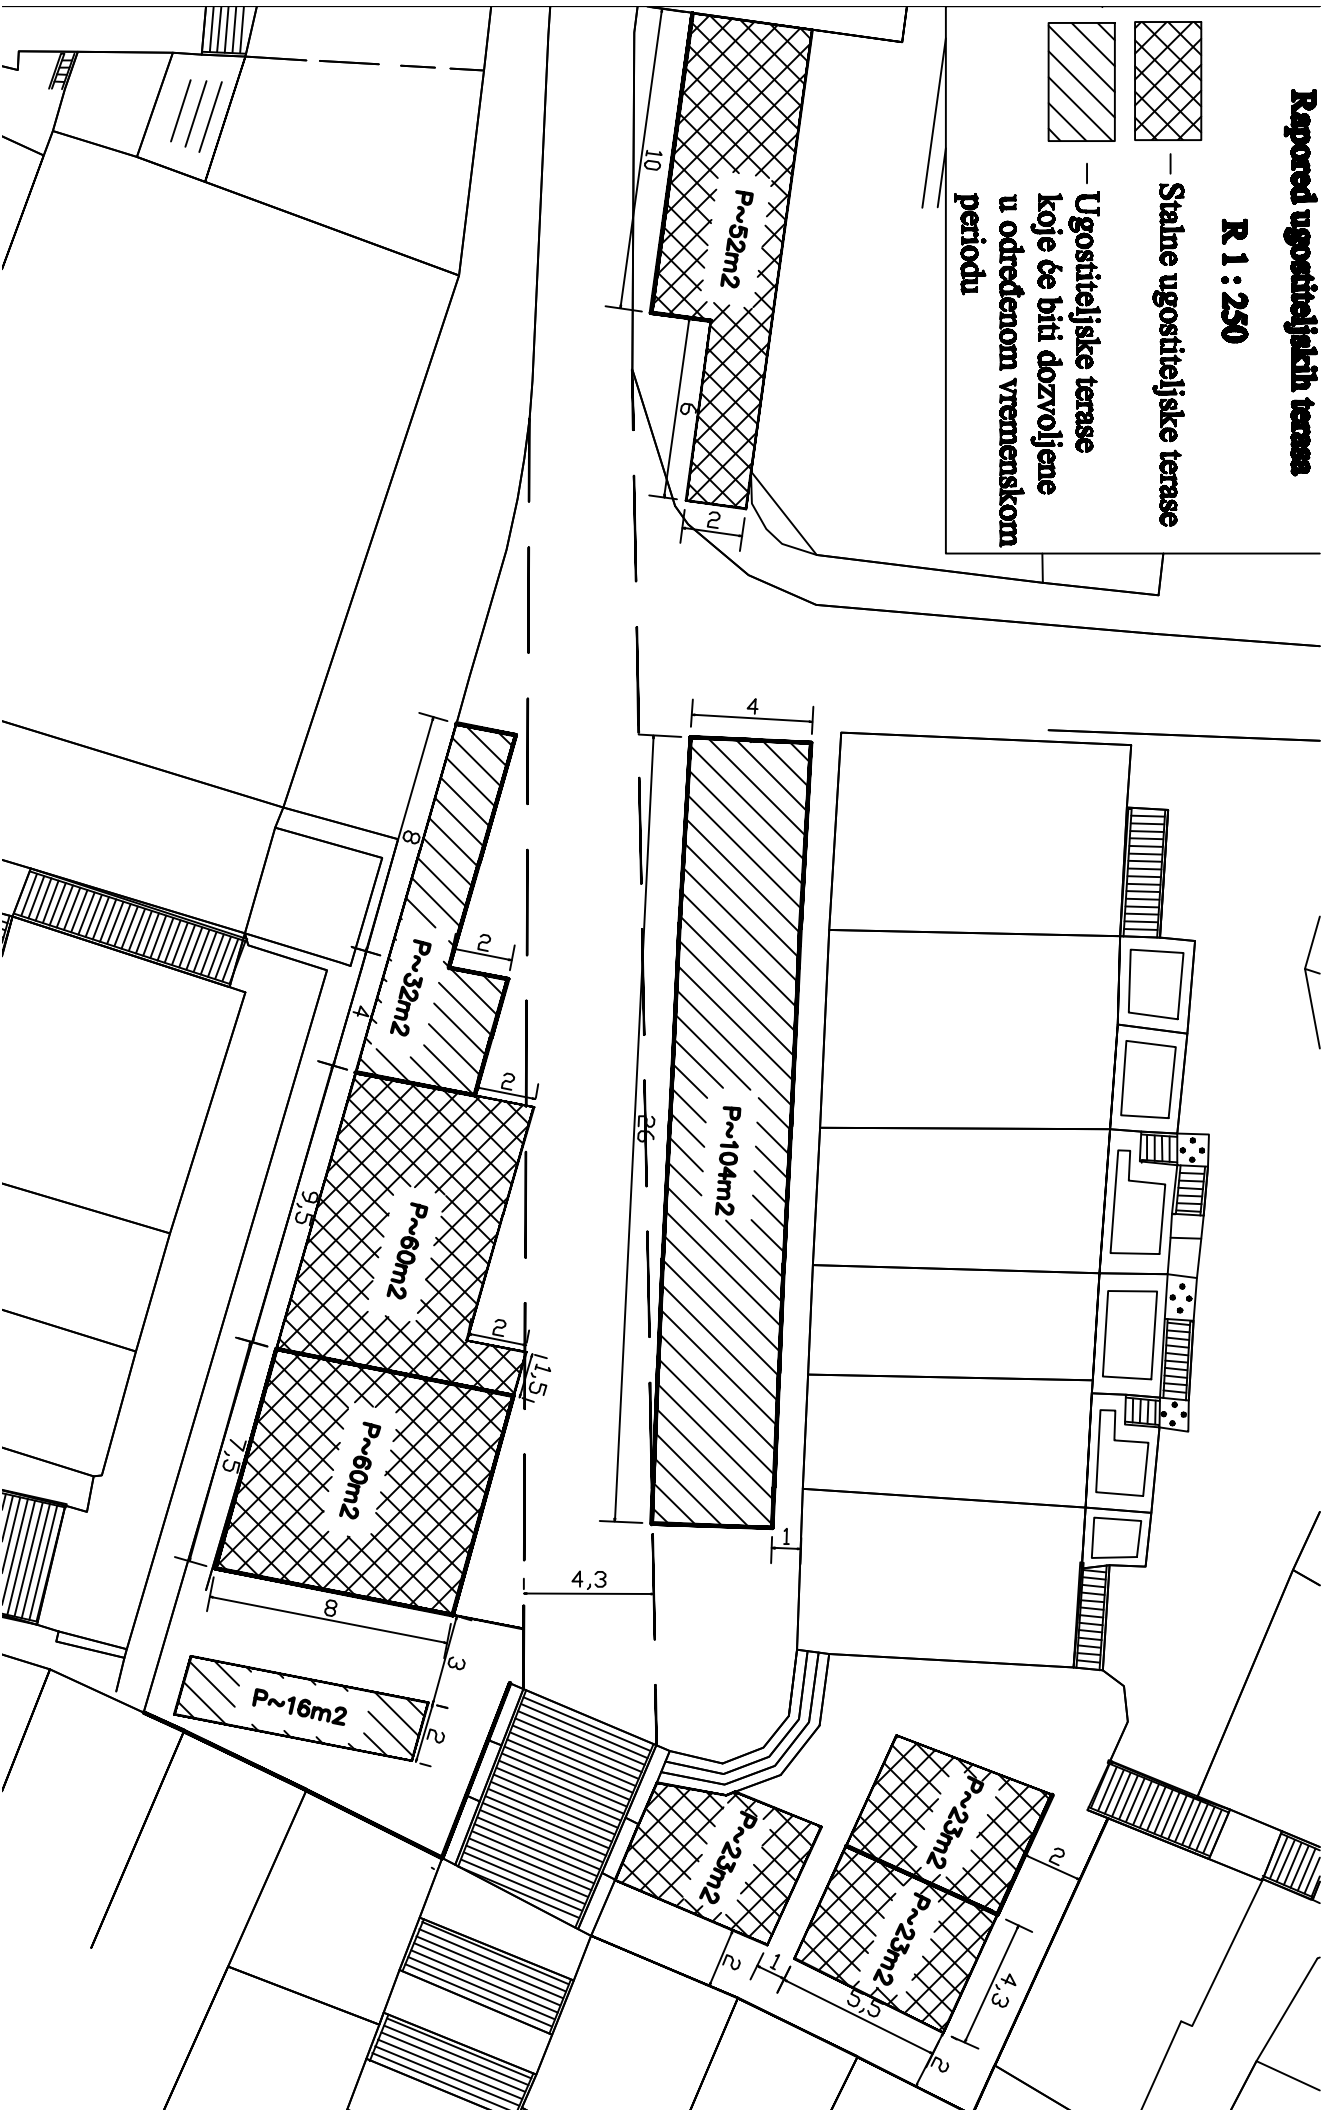 Rapored ugostiteljskih terasa
R 1 : 250
— Stalne ugostiteljske terase
— Ugostiteljske terase
koje će biti dozvoljene
u određenom vremenskom
periodu
P~52m2
10
6
2
4
P~104m2
26
1
4,3
8
2
P~32m2
4
2
P~60m2
9,5
2
1,5
P~60m2
7,5
8
3
P~16m2
2
P~23m2
P~23m2
P~23m2
2
4,3
2
1
5,5
2